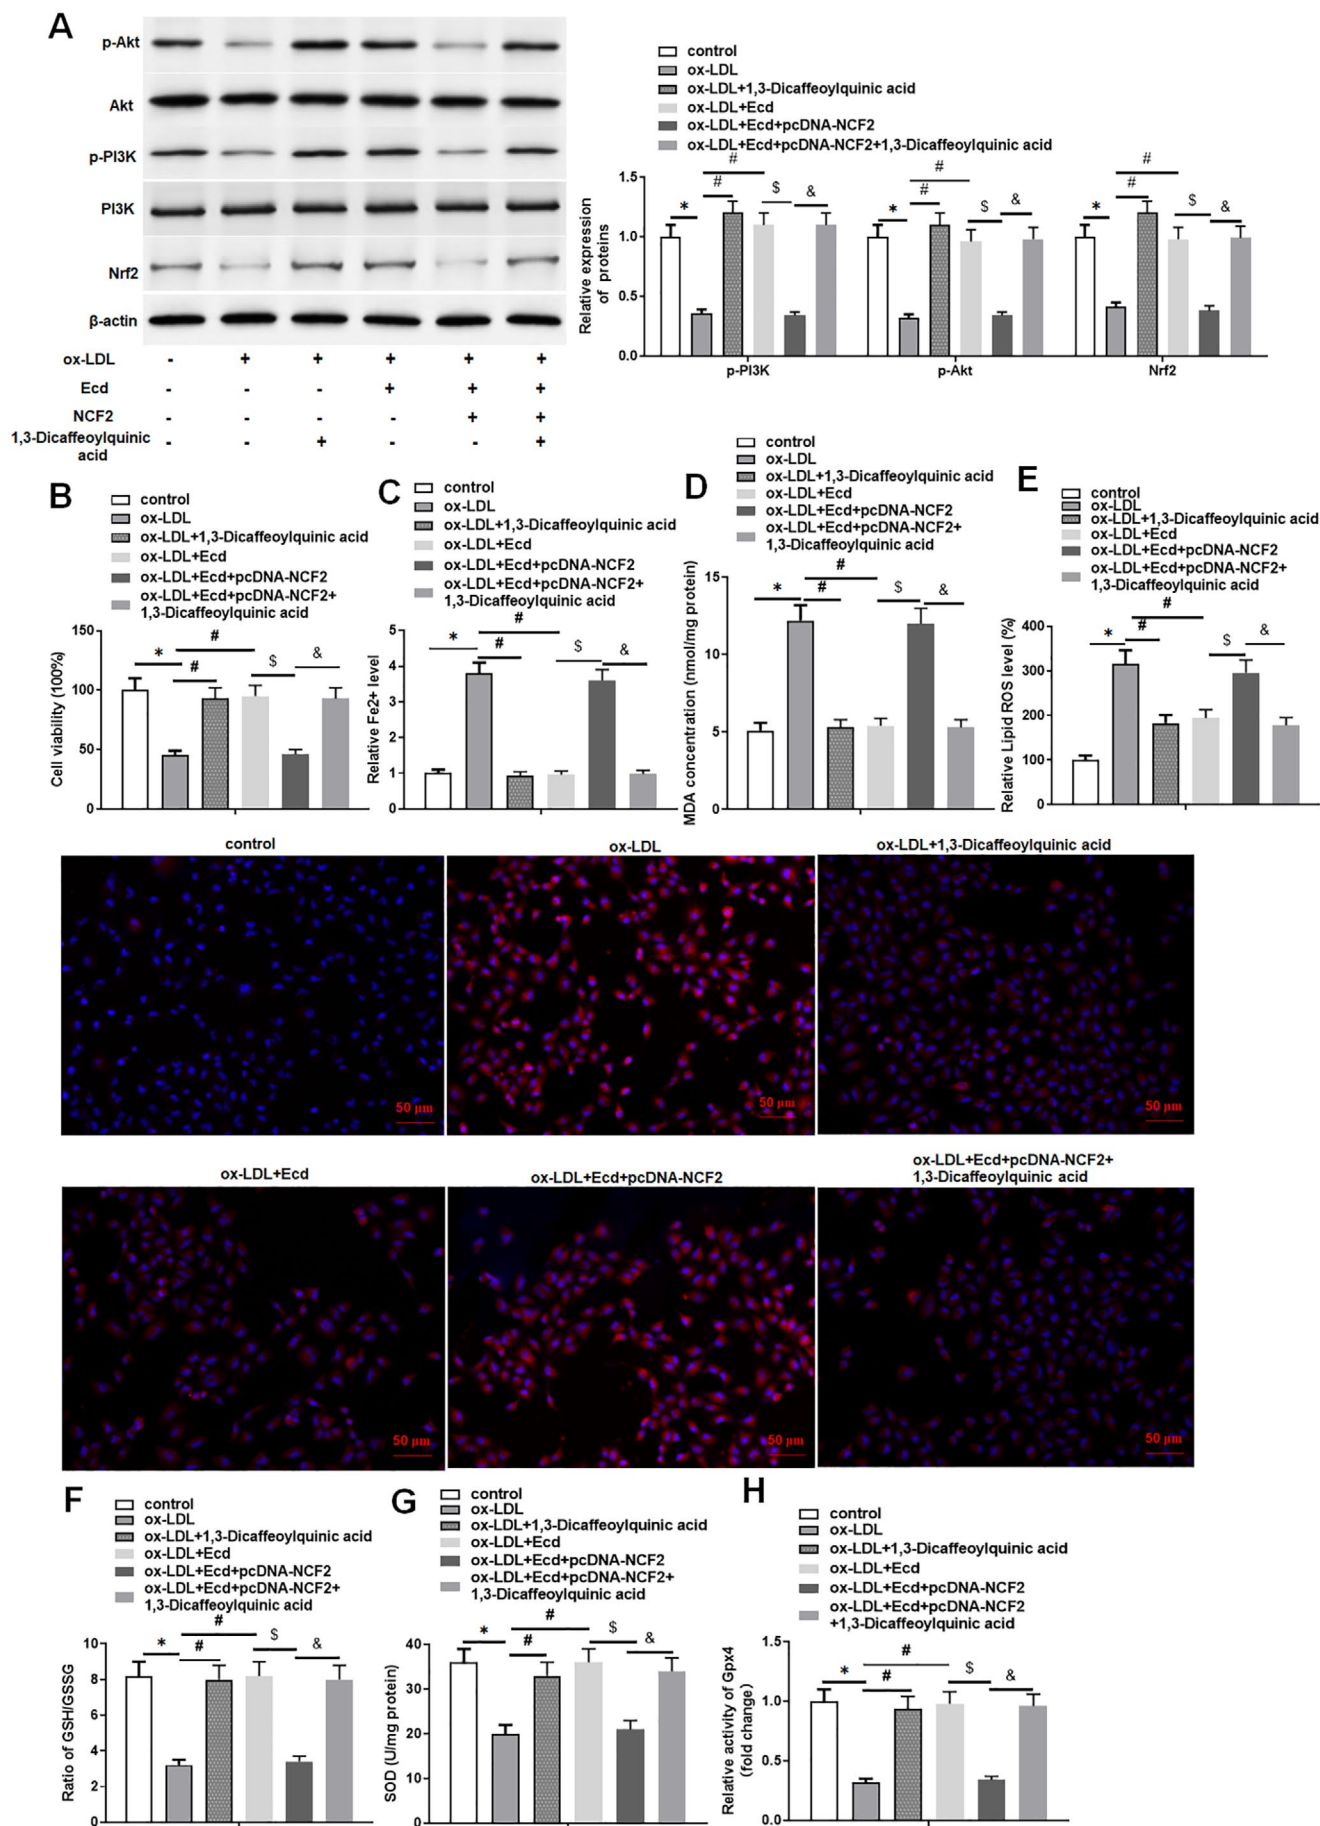 A
p-Akt
Akt
p-PI3K
PI3K
Nrf2
β-actin
ox-LDL - + + + + +
Ecd - - - + + +
NCF2 - - - - + +
1,3-Dicaffeoylquinic
acid - - + - - +
control
ox-LDL
ox-LDL+1,3-Dicaffeoylquinic acid
ox-LDL+Ecd
ox-LDL+Ecd+pcDNA-NCF2
ox-LDL+Ecd+pcDNA-NCF2+1,3-Dicaffeoylquinic acid
Relative expression
of proteins
1.5
1.0
0.5
0.0
* # # $ &
* # # $ &
* # # $ &
p-PI3K p-Akt Nrf2
B
control
ox-LDL
ox-LDL+1,3-Dicaffeoylquinic acid
ox-LDL+Ecd
ox-LDL+Ecd+pcDNA-NCF2
ox-LDL+Ecd+pcDNA-NCF2+
1,3-Dicaffeoylquinic acid
Cell viability (100%)
150
100
50
0
* # # $ &
C
control
ox-LDL
ox-LDL+1,3-Dicaffeoylquinic acid
ox-LDL+Ecd
ox-LDL+Ecd+pcDNA-NCF2
ox-LDL+Ecd+pcDNA-NCF2+
1,3-Dicaffeoylquinic acid
Relative Fe2+ level
5
4
3
2
1
0
* # # $ &
D
control
ox-LDL
ox-LDL+1,3-Dicaffeoylquinic acid
ox-LDL+Ecd
ox-LDL+Ecd+pcDNA-NCF2
ox-LDL+Ecd+pcDNA-NCF2+
1,3-Dicaffeoylquinic acid
MDA concentration (nmol/mg protein)
15
10
5
0
* # # $ &
E
control
ox-LDL
ox-LDL+1,3-Dicaffeoylquinic acid
ox-LDL+Ecd
ox-LDL+Ecd+pcDNA-NCF2
ox-LDL+Ecd+pcDNA-NCF2+
1,3-Dicaffeoylquinic acid
Relative Lipid ROS level (%)
400
300
200
100
0
* # # $ &
control
ox-LDL
ox-LDL+1,3-Dicaffeoylquinic acid
50 μm
50 μm
50 μm
ox-LDL+Ecd
ox-LDL+Ecd+pcDNA-NCF2
ox-LDL+Ecd+pcDNA-NCF2+
1,3-Dicaffeoylquinic acid
50 μm
50 μm
50 μm
F
control
ox-LDL
ox-LDL+1,3-Dicaffeoylquinic acid
ox-LDL+Ecd
ox-LDL+Ecd+pcDNA-NCF2
ox-LDL+Ecd+pcDNA-NCF2+
1,3-Dicaffeoylquinic acid
Ratio of GSH/GSSG
10
8
6
4
2
0
* # # $ &
G
control
ox-LDL
ox-LDL+1,3-Dicaffeoylquinic acid
ox-LDL+Ecd
ox-LDL+Ecd+pcDNA-NCF2
ox-LDL+Ecd+pcDNA-NCF2+
1,3-Dicaffeoylquinic acid
SOD (U/mg protein)
40
30
20
10
0
* # # $ &
H
control
ox-LDL
ox-LDL+1,3-Dicaffeoylquinic acid
ox-LDL+Ecd
ox-LDL+Ecd+pcDNA-NCF2
ox-LDL+Ecd+pcDNA-NCF2
+1,3-Dicaffeoylquinic acid
Relative activity of Gpx4
(fold change)
1.5
1.0
0.5
0.0
* # # $ &